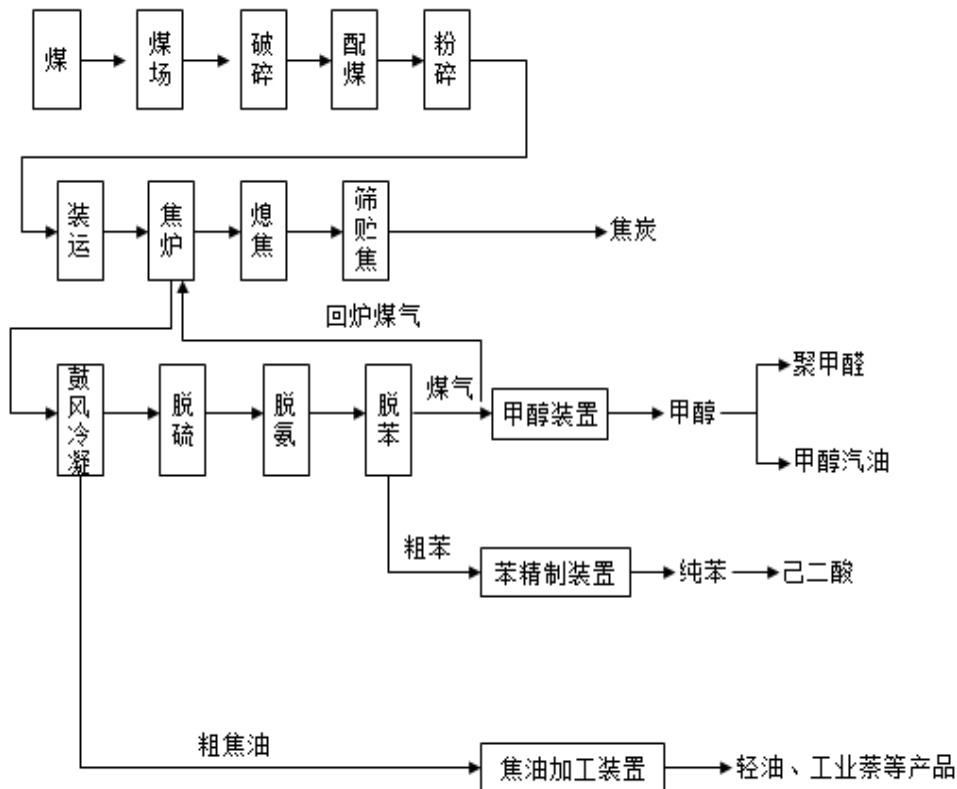 煤
煤场
破碎
配煤
粉碎
装运
焦炉
熄焦
筛贮焦
焦炭
回炉煤气
鼓风冷凝
脱硫
脱氨
脱苯
煤气
甲醇装置
甲醇
聚甲醛
甲醇汽油
粗苯
苯精制装置
纯苯
己二酸
粗焦油
焦油加工装置
轻油、工业萘等产品